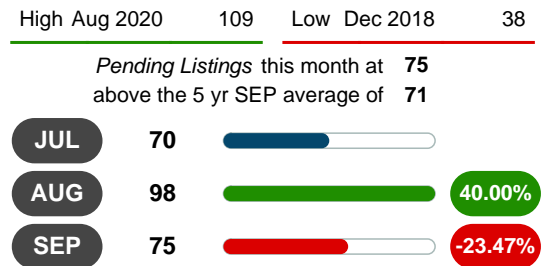 High Aug 2020 109 Low Dec 2018 38
Pending Listings this month at 75
above the 5 yr SEP average of 71
JUL 70
AUG 98 40.00%
SEP 75 -23.47%